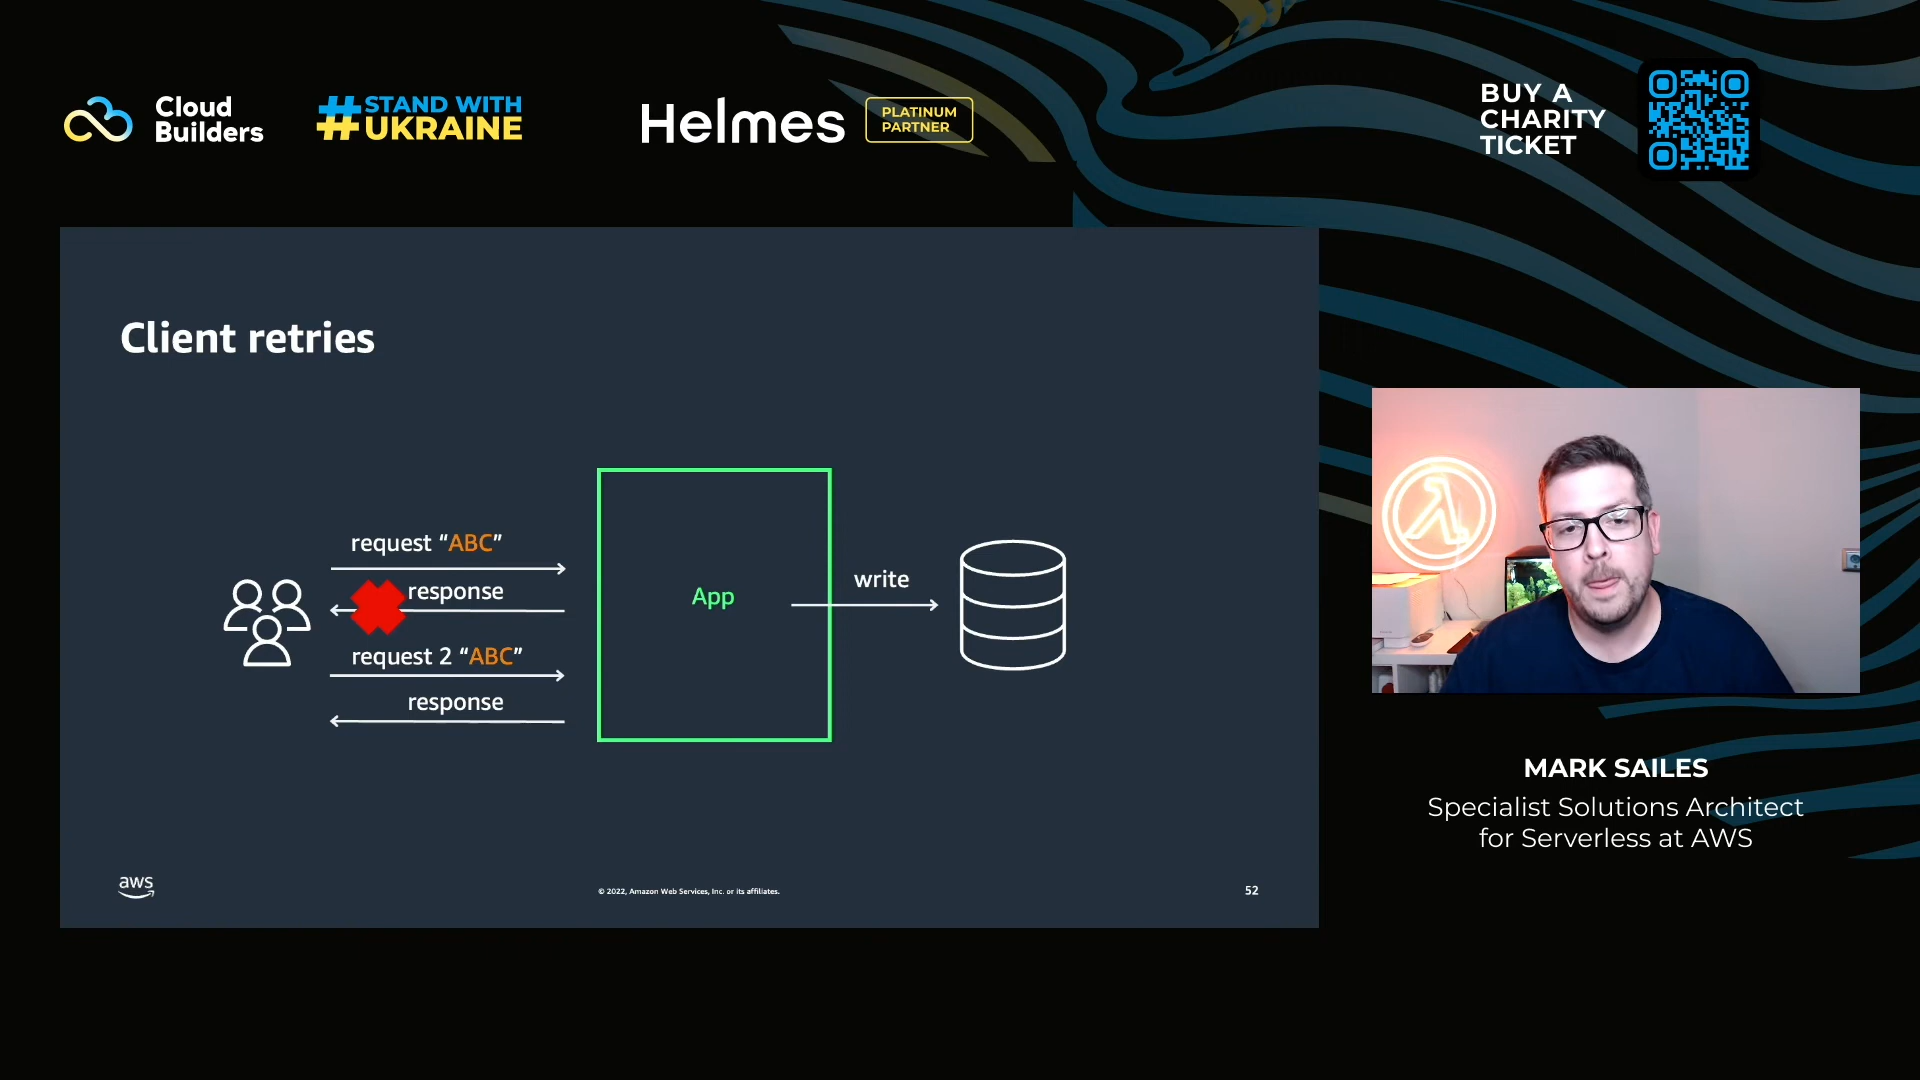 Cloud
Builders
#STAND WITH
UKRAINE
Helmes
PLATINUM
PARTNER
BUY A
CHARITY
TICKET
Client retries
request “ABC”
response
request 2 “ABC”
response
App
write
aws
© 2022, Amazon Web Services, Inc. or its affiliates.
52
MARK SAILES
Specialist Solutions Architect
for Serverless at AWS